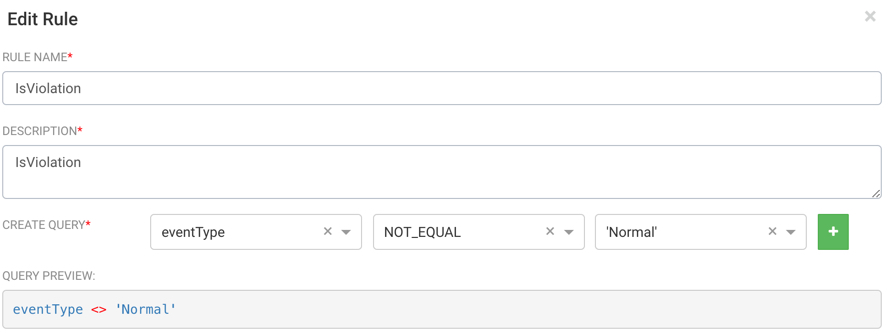 Edit Rule
×
RULE NAME*
IsViolation
DESCRIPTION*
IsViolation
CREATE QUERY* eventType × NOT_EQUAL × 'Normal' × +
QUERY PREVIEW:
eventType <> 'Normal'